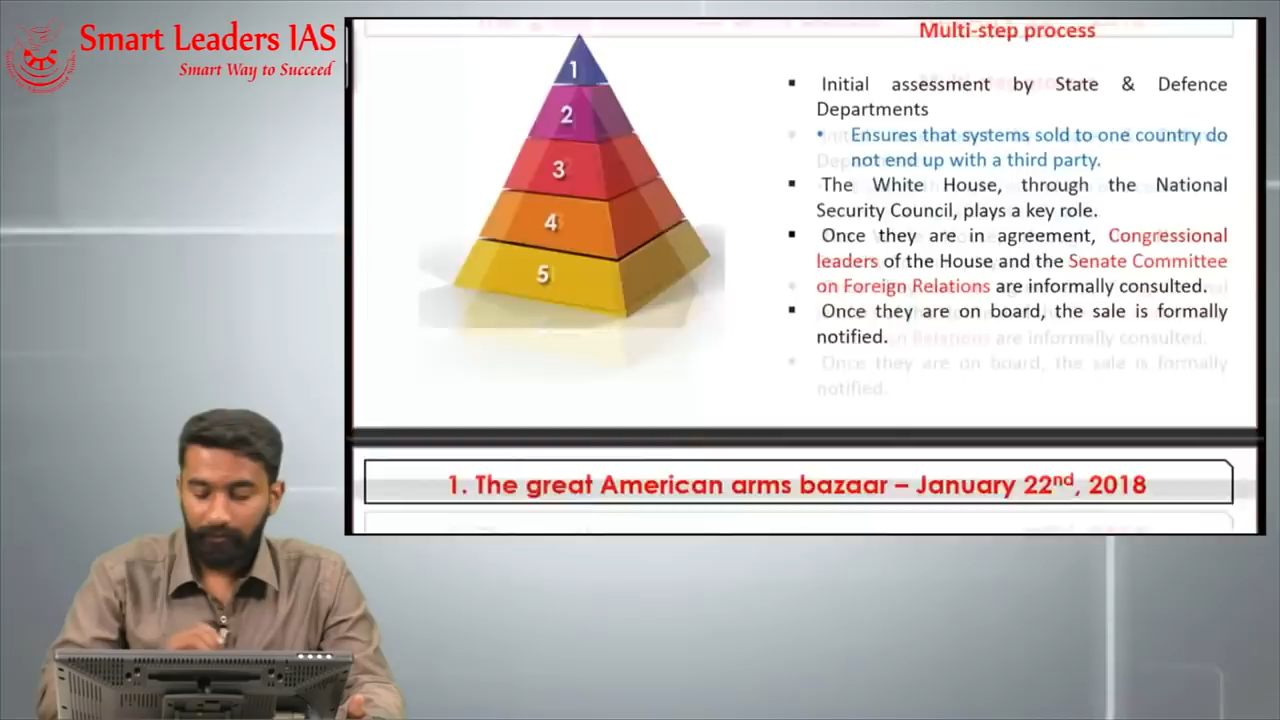 Smart Leaders IAS
Smart Way to Succeed
Multi-step process
1
2
3
4
5
▪ Initial assessment by State & Defence
Departments
• Ensures that systems sold to one country do
not end up with a third party.
▪ The White House, through the National
Security Council, plays a key role.
▪ Once they are in agreement, Congressional
leaders of the House and the Senate Committee
on Foreign Relations are informally consulted.
▪ Once they are on board, the sale is formally
notified.
1. The great American arms bazaar – January 22nd, 2018